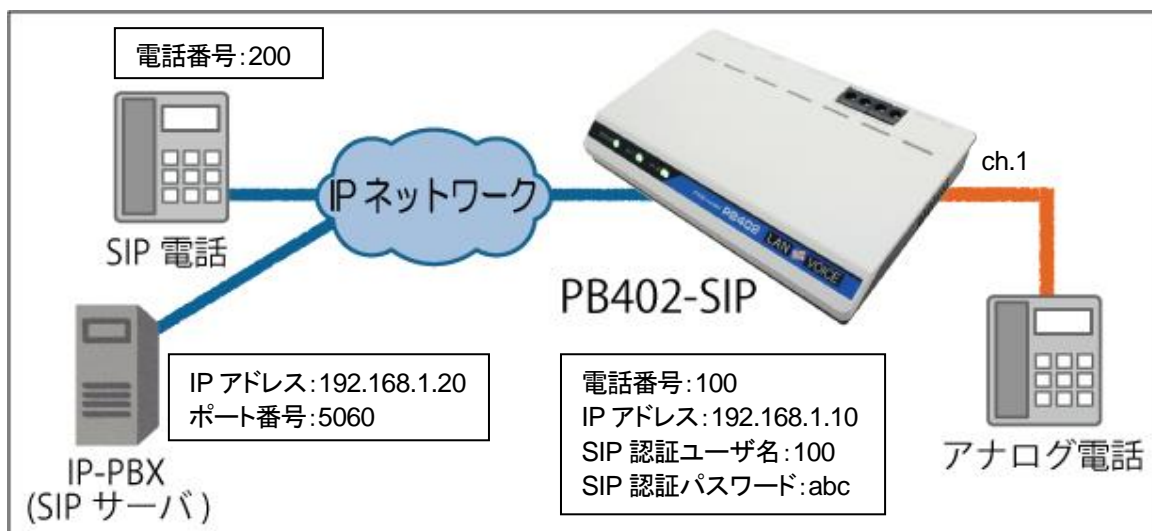 電話番号:200
ch.1
IP ネットワーク
PB402
LAN VOICE
SIP 電話
PB402-SIP
IP アドレス:192.168.1.20
ポート番号:5060
電話番号:100
IP アドレス:192.168.1.10
SIP 認証ユーザ名:100
SIP 認証パスワード:abc
IP-PBX
(SIP サーバ)
アナログ電話